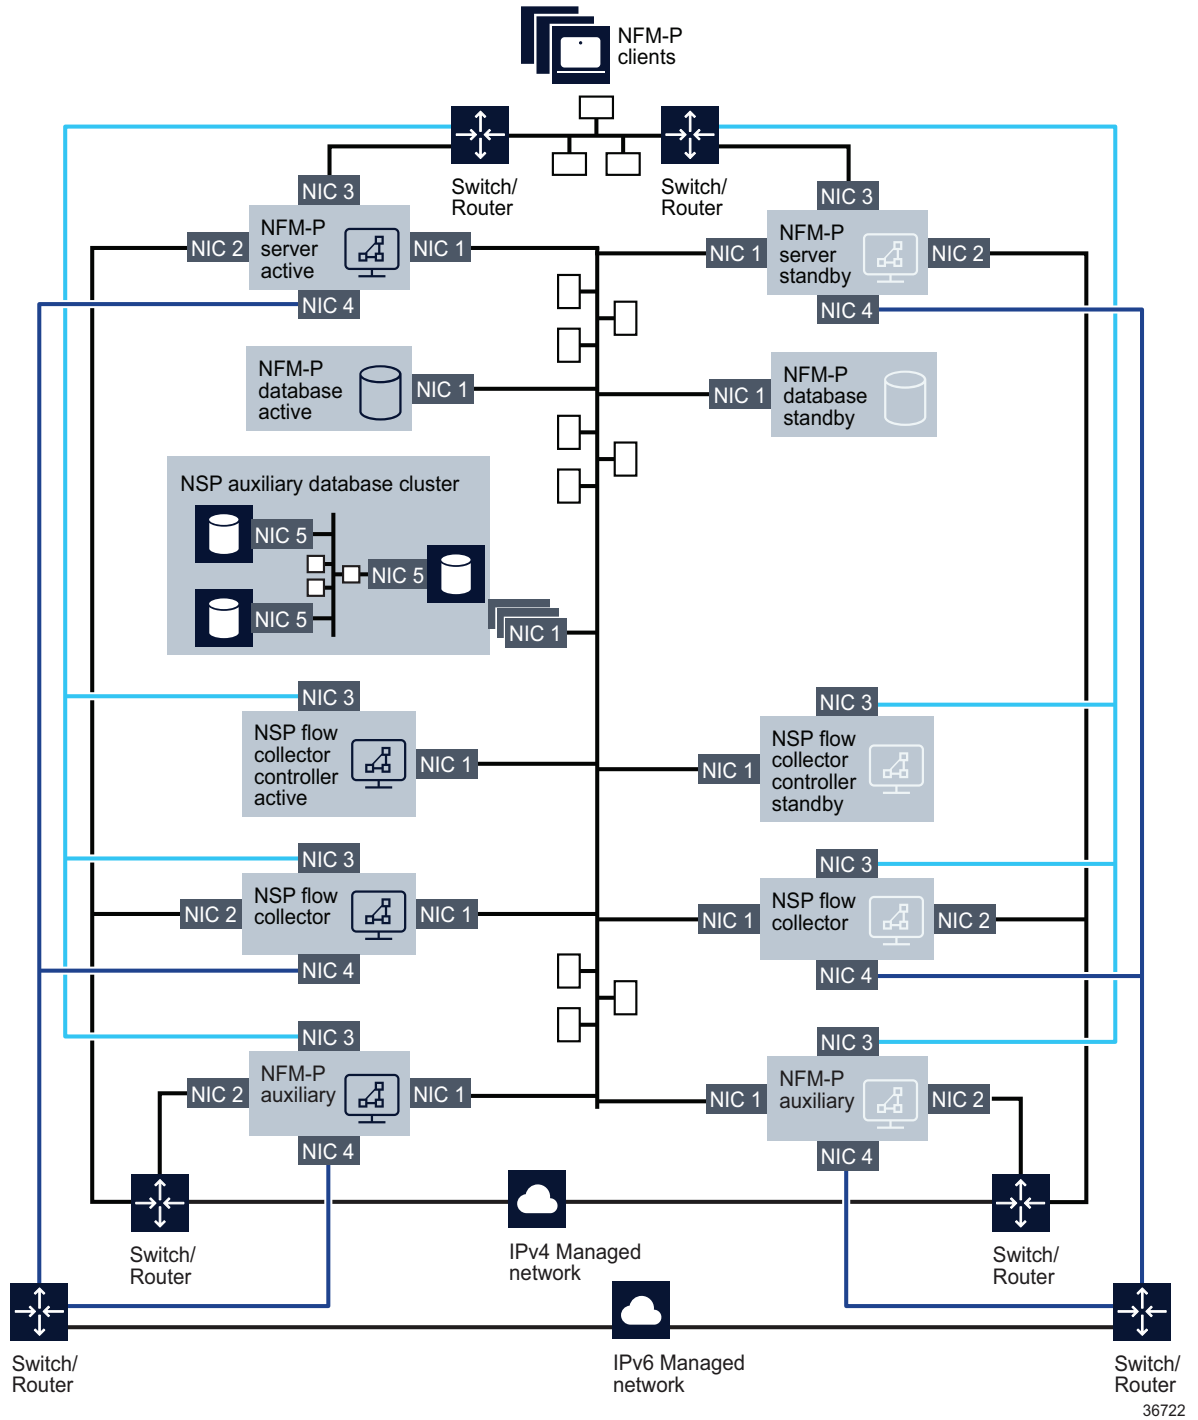 NFM-P
clients
Switch/
Router
Switch/
Router
NIC 3
NFM-P
server
active
NIC 2
NIC 1
NIC 4
NIC 3
NFM-P
server
standby
NIC 1
NIC 2
NIC 4
NFM-P
database
active
NIC 1
NIC 1
NFM-P
database
standby
NSP auxiliary database cluster
NIC 5
NIC 5
NIC 5
NIC 1
NIC 3
NSP flow
collector
controller
active
NIC 1
NIC 3
NSP flow
collector
controller
standby
NIC 1
NIC 3
NSP flow
collector
NIC 2
NIC 1
NIC 4
NIC 3
NSP flow
collector
NIC 1
NIC 2
NIC 4
NIC 3
NFM-P
auxiliary
NIC 2
NIC 1
NIC 4
NIC 3
NFM-P
auxiliary
NIC 1
NIC 2
NIC 4
Switch/
Router
IPv4 Managed
network
Switch/
Router
Switch/
Router
IPv6 Managed
network
Switch/
Router
36722